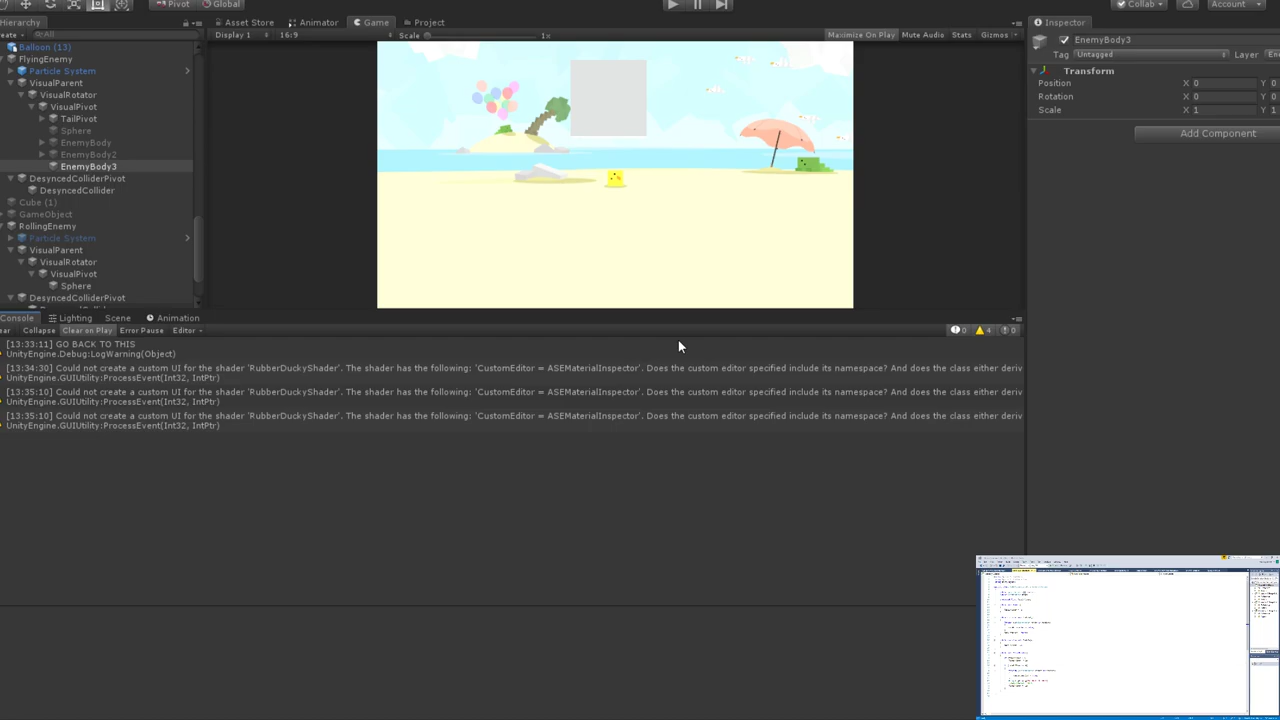 Pivot Global Collab Account
Hierarchy Asset Store Animator Game Project Inspector
All Display 1 16:9 Scale 1x Maximize On Play Mute Audio Stats Gizmos EnemyBody3
Balloon (13) Tag Untagged Layer
FlyingEnemy
Particle System Transform
VisualParent Position X 0 Y 0
VisualRotator Rotation X 0 Y 0
VisualPivot Scale X 1 Y 1
TailPivot
Sphere Add Component
EnemyBody
EnemyBody2
EnemyBody3
DesyncedColliderPivot
DesyncedCollider
Cube (1)
GameObject
RollingEnemy
Particle System
VisualParent
VisualRotator
VisualPivot
Sphere
DesyncedColliderPivot
Console Lighting Scene Animation
Collapse Clear on Play Error Pause Editor 0 4 0
[13:33:11] GO BACK TO THIS
UnityEngine.Debug:LogWarning(Object)
[13:34:30] Could not create a custom UI for the shader 'RubberDuckyShader'. The shader has the following: 'CustomEditor = ASEMaterialInspector'. Does the custom editor specified include its namespace? And does the class either deriv
UnityEngine.GUIUtility:ProcessEvent(Int32, IntPtr)
[13:35:10] Could not create a custom UI for the shader 'RubberDuckyShader'. The shader has the following: 'CustomEditor = ASEMaterialInspector'. Does the custom editor specified include its namespace? And does the class either deriv
UnityEngine.GUIUtility:ProcessEvent(Int32, IntPtr)
[13:35:10] Could not create a custom UI for the shader 'RubberDuckyShader'. The shader has the following: 'CustomEditor = ASEMaterialInspector'. Does the custom editor specified include its namespace? And does the class either deriv
UnityEngine.GUIUtility:ProcessEvent(Int32, IntPtr)